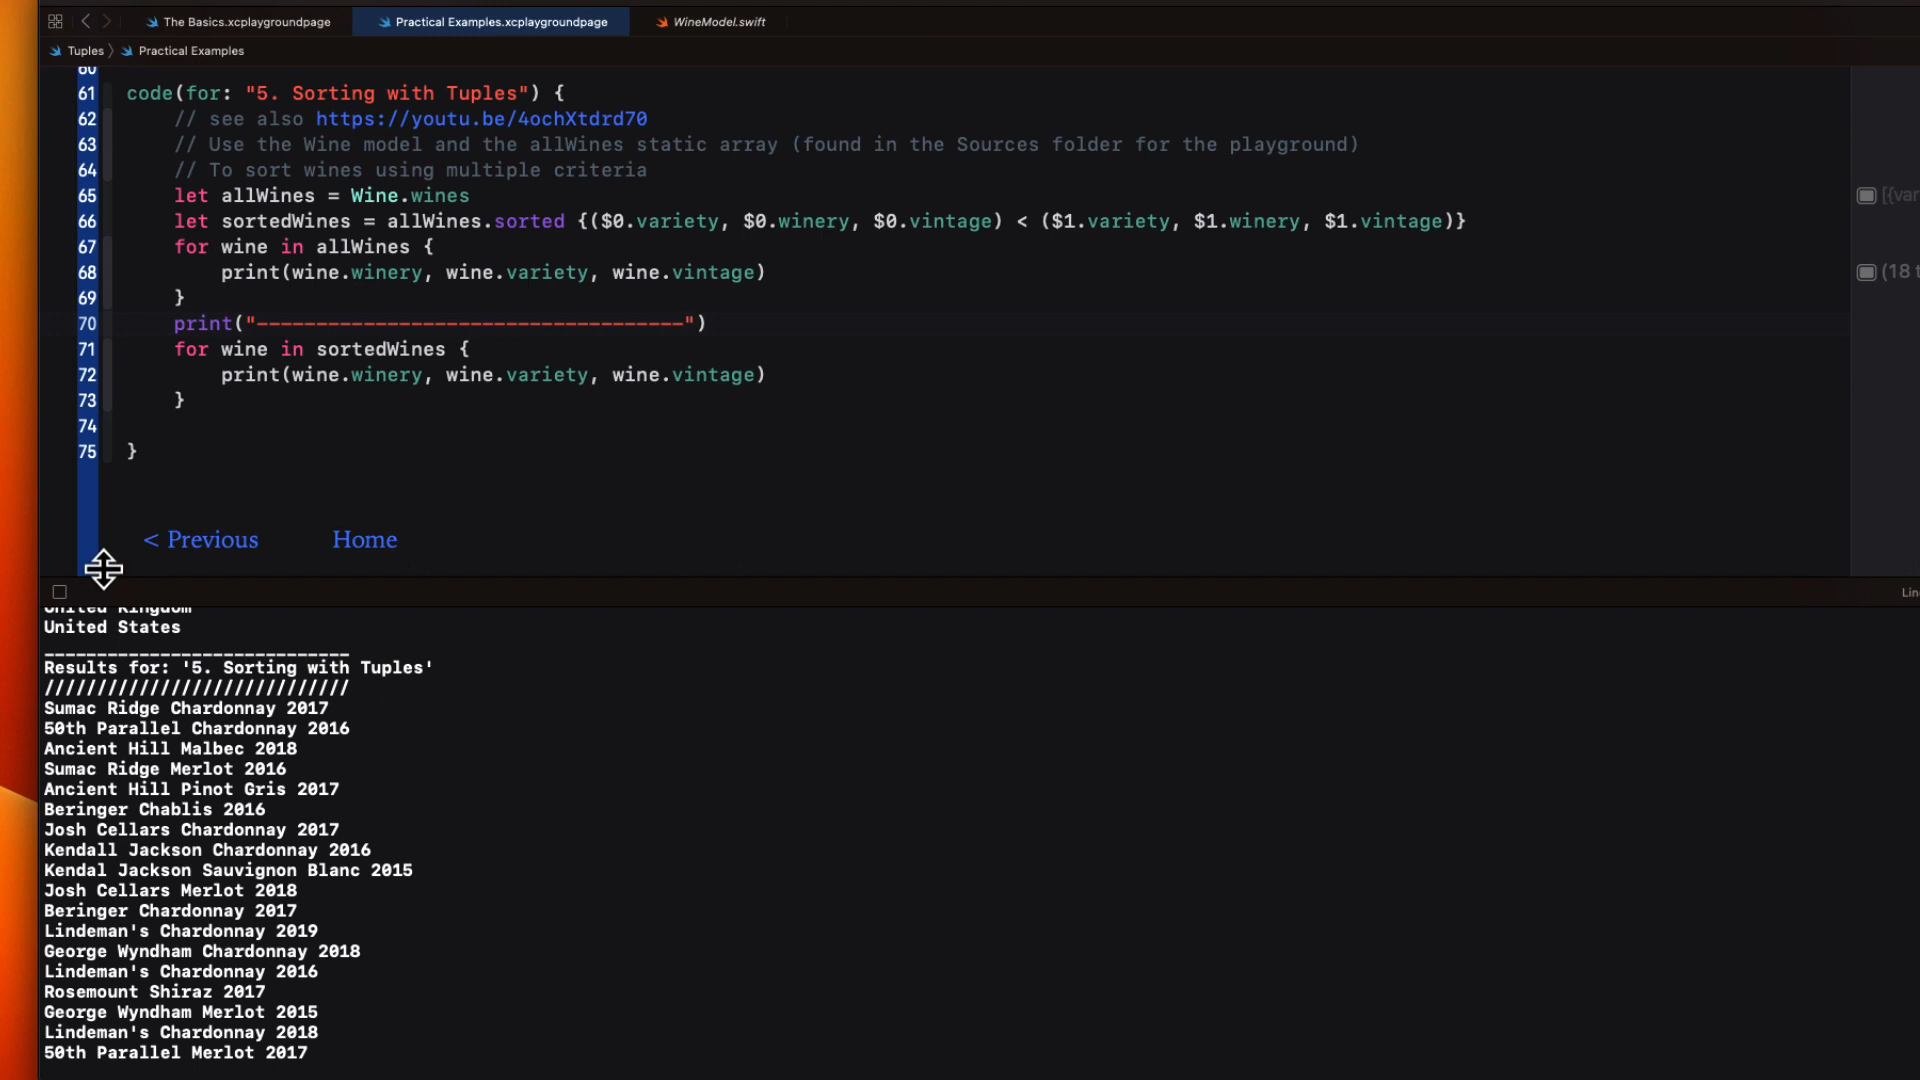 The Basics.xcplaygroundpage
Practical Examples.xcplaygroundpage
WineModel.swift
Tuples
Practical Examples
60
61 code(for: "5. Sorting with Tuples") {
62 // see also https://youtu.be/4ochXtdrd70
63 // Use the Wine model and the allWines static array (found in the Sources folder for the playground)
64 // To sort wines using multiple criteria
65 let allWines = Wine.wines
[{var
66 let sortedWines = allWines.sorted {($0.variety, $0.winery, $0.vintage) < ($1.variety, $1.winery, $1.vintage)}
67 for wine in allWines {
68 print(wine.winery, wine.variety, wine.vintage)
(18 t
69 }
70 print("------------------------------------")
71 for wine in sortedWines {
72 print(wine.winery, wine.variety, wine.vintage)
73 }
74
75 }
< Previous
Home
Lin
United Kingdom
United States
_____________________________
Results for: '5. Sorting with Tuples'
/////////////////////////////
Sumac Ridge Chardonnay 2017
50th Parallel Chardonnay 2016
Ancient Hill Malbec 2018
Sumac Ridge Merlot 2016
Ancient Hill Pinot Gris 2017
Beringer Chablis 2016
Josh Cellars Chardonnay 2017
Kendall Jackson Chardonnay 2016
Kendal Jackson Sauvignon Blanc 2015
Josh Cellars Merlot 2018
Beringer Chardonnay 2017
Lindeman's Chardonnay 2019
George Wyndham Chardonnay 2018
Lindeman's Chardonnay 2016
Rosemount Shiraz 2017
George Wyndham Merlot 2015
Lindeman's Chardonnay 2018
50th Parallel Merlot 2017